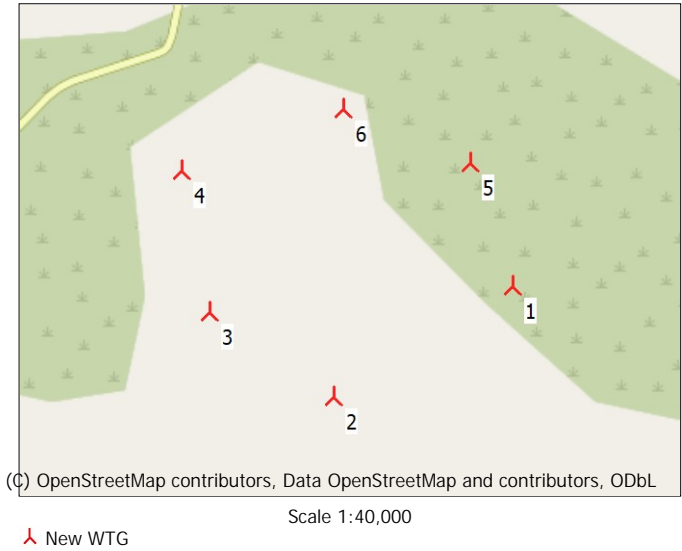 6
5
4
1
3
2
(C) OpenStreetMap contributors, Data OpenStreetMap and contributors, ODbL
Scale 1:40,000
New WTG